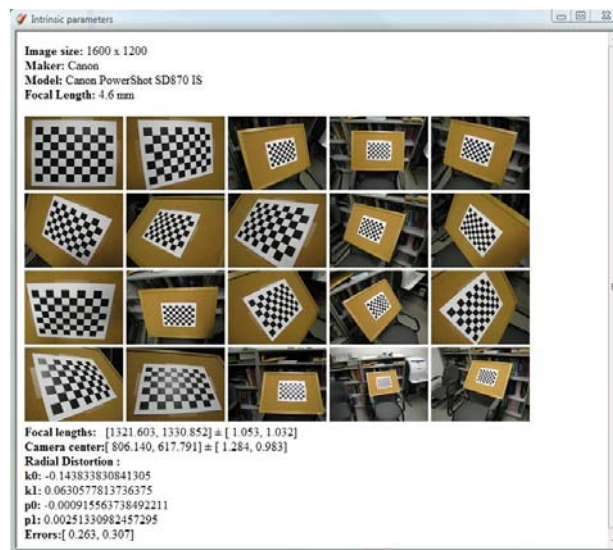 Intrinsic parameters
Image size: 1600 x 1200
Maker: Canon
Model: Canon PowerShot SD870 IS
Focal Length: 4.6 mm
Focal lengths: [1321.603, 1330.852] ± [ 1.053, 1.032]
Camera center:[ 806.140, 617.791] ± [ 1.284, 0.983]
Radial Distortion :
k0: -0.143833830841305
k1: 0.0630577813736375
p0: -0.000915563738492211
p1: 0.00251330982457295
Errors:[ 0.263, 0.307]